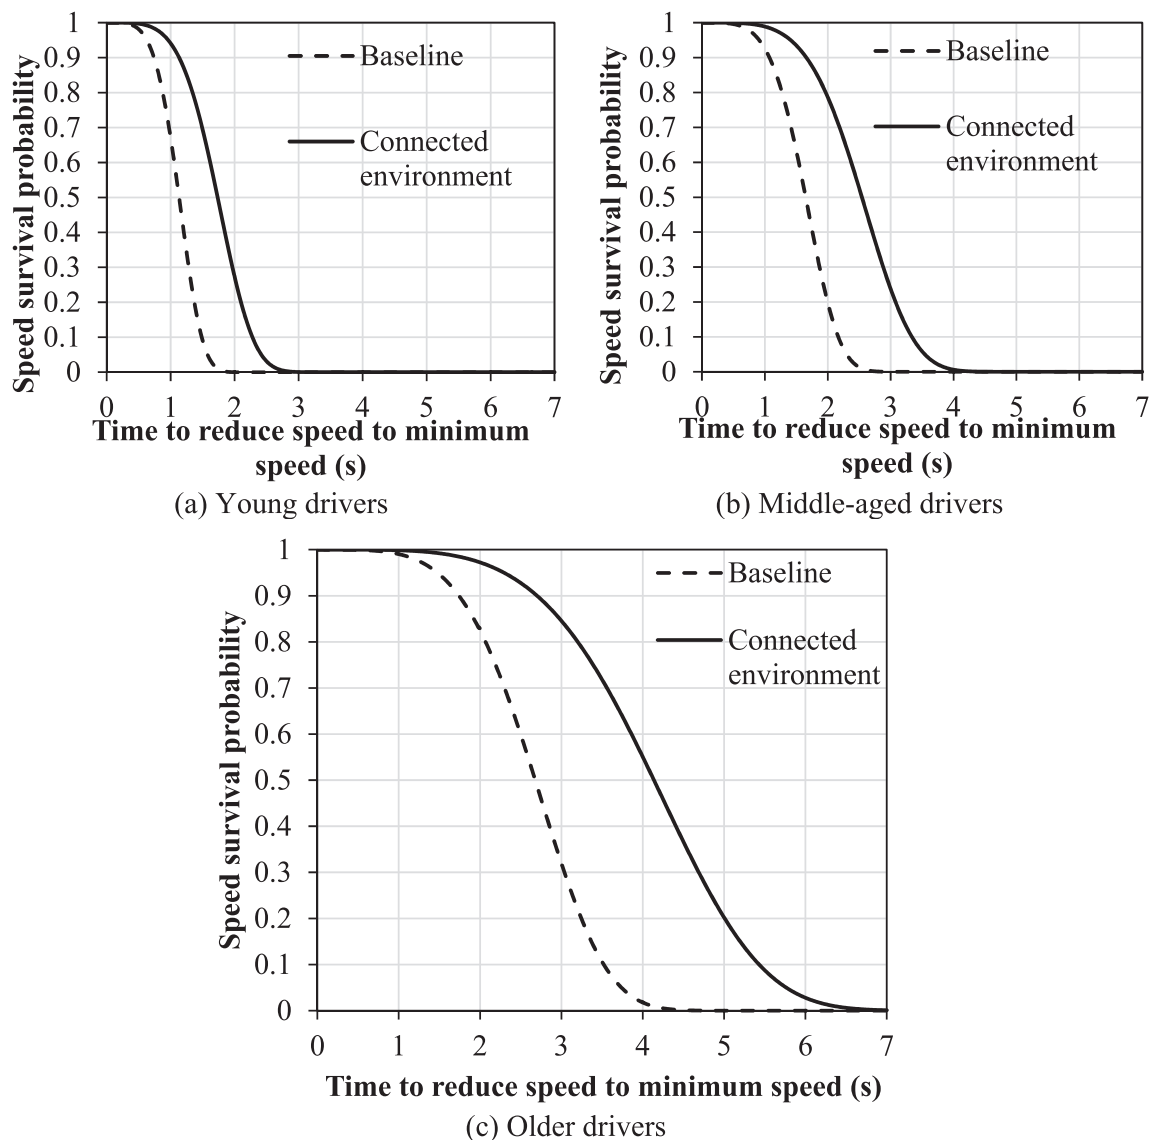 Speed survival probability
1
0.9
0.8
0.7
0.6
0.5
0.4
0.3
0.2
0.1
0
Baseline
Connected
environment
0 1 2 3 4 5 6 7
Time to reduce speed to minimum
speed (s)
(a) Young drivers
Speed survival probability
1
0.9
0.8
0.7
0.6
0.5
0.4
0.3
0.2
0.1
0
Baseline
Connected
environment
0 1 2 3 4 5 6 7
Time to reduce speed to minimum
speed (s)
(b) Middle-aged drivers
Speed survival probability
1
0.9
0.8
0.7
0.6
0.5
0.4
0.3
0.2
0.1
0
Baseline
Connected
environment
0 1 2 3 4 5 6 7
Time to reduce speed to minimum speed (s)
(c) Older drivers